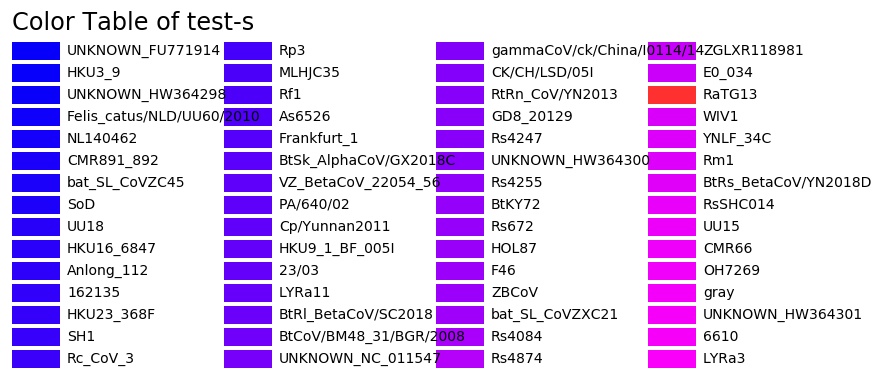 Color Table of test-s
UNKNOWN_FU771914
HKU3_9
UNKNOWN_HW364298
Felis_catus/NLD/UU60/2010
NL140462
CMR891_892
bat_SL_CoVZC45
SoD
UU18
HKU16_6847
Anlong_112
162135
HKU23_368F
SH1
Rc_CoV_3
Rp3
MLHJC35
Rf1
As6526
Frankfurt_1
BtSk_AlphaCoV/GX2018C
VZ_BetaCoV_22054_56
PA/640/02
Cp/Yunnan2011
HKU9_1_BF_005I
23/03
LYRa11
BtRl_BetaCoV/SC2018
BtCoV/BM48_31/BGR/2008
UNKNOWN_NC_011547
gammaCoV/ck/China/I0114/14
CK/CH/LSD/05I
RtRn_CoV/YN2013
GD8_20129
Rs4247
UNKNOWN_HW364300
Rs4255
BtKY72
Rs672
HOL87
F46
ZBCoV
bat_SL_CoVZXC21
Rs4084
Rs4874
ZGLXR118981
E0_034
RaTG13
WIV1
YNLF_34C
Rm1
BtRs_BetaCoV/YN2018D
RsSHC014
UU15
CMR66
OH7269
gray
UNKNOWN_HW364301
6610
LYRa3